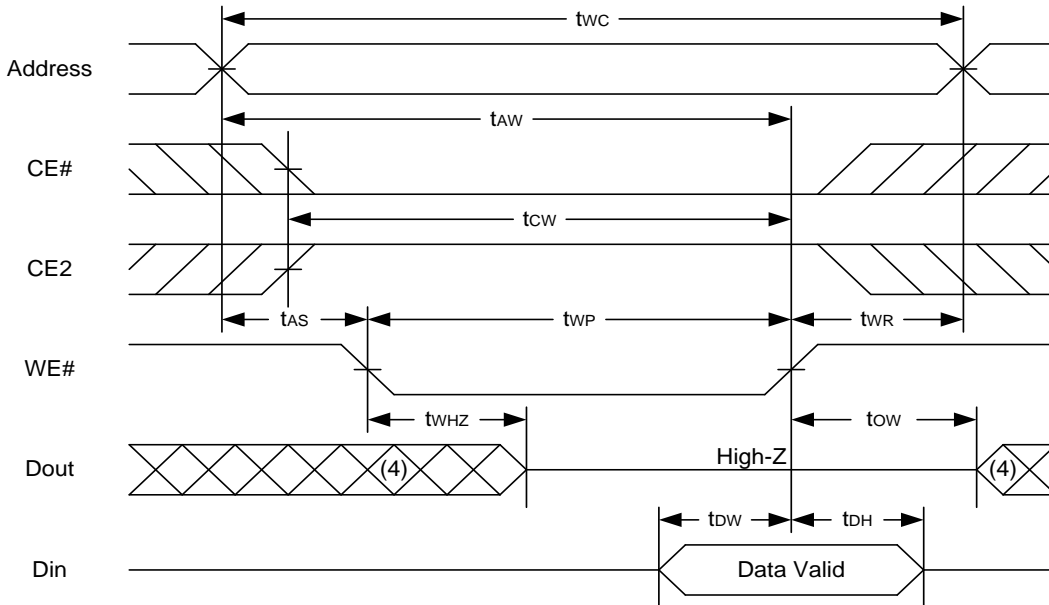 tWC
Address
tAW
CE#
tCW
CE2
tAS tWP tWR
WE#
tWHZ tOW
Dout (4) High-Z (4)
tDW tDH
Din Data Valid